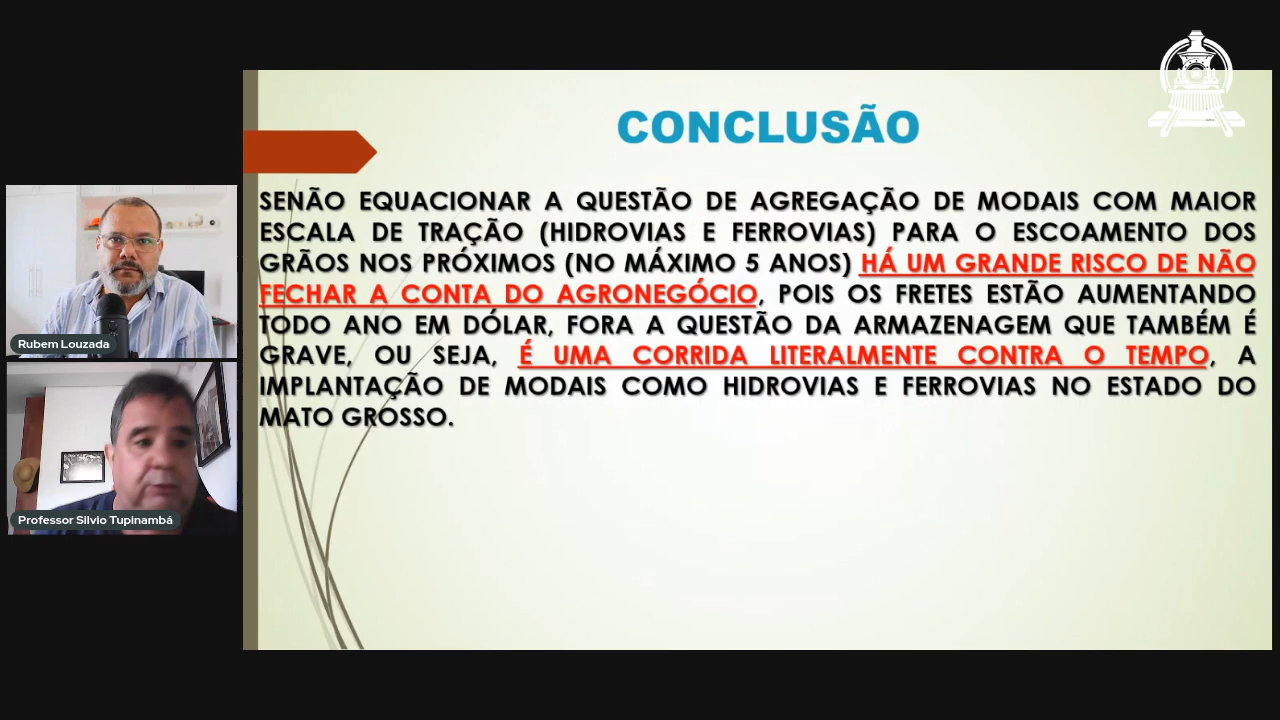 CONCLUSÃO
SENÃO EQUACIONAR A QUESTÃO DE AGREGAÇÃO DE MODAIS COM MAIOR
ESCALA DE TRAÇÃO (HIDROVIAS E FERROVIAS) PARA O ESCOAMENTO DOS
GRÃOS NOS PRÓXIMOS (NO MÁXIMO 5 ANOS) HÁ UM GRANDE RISCO DE NÃO
FECHAR A CONTA DO AGRONEGÓCIO, POIS OS FRETES ESTÃO AUMENTANDO
TODO ANO EM DÓLAR, FORA A QUESTÃO DA ARMAZENAGEM QUE TAMBÉM É
GRAVE, OU SEJA, É UMA CORRIDA LITERALMENTE CONTRA O TEMPO, A
IMPLANTAÇÃO DE MODAIS COMO HIDROVIAS E FERROVIAS NO ESTADO DO
MATO GROSSO.
Rubem Louzada
Professor Silvio Tupinambá